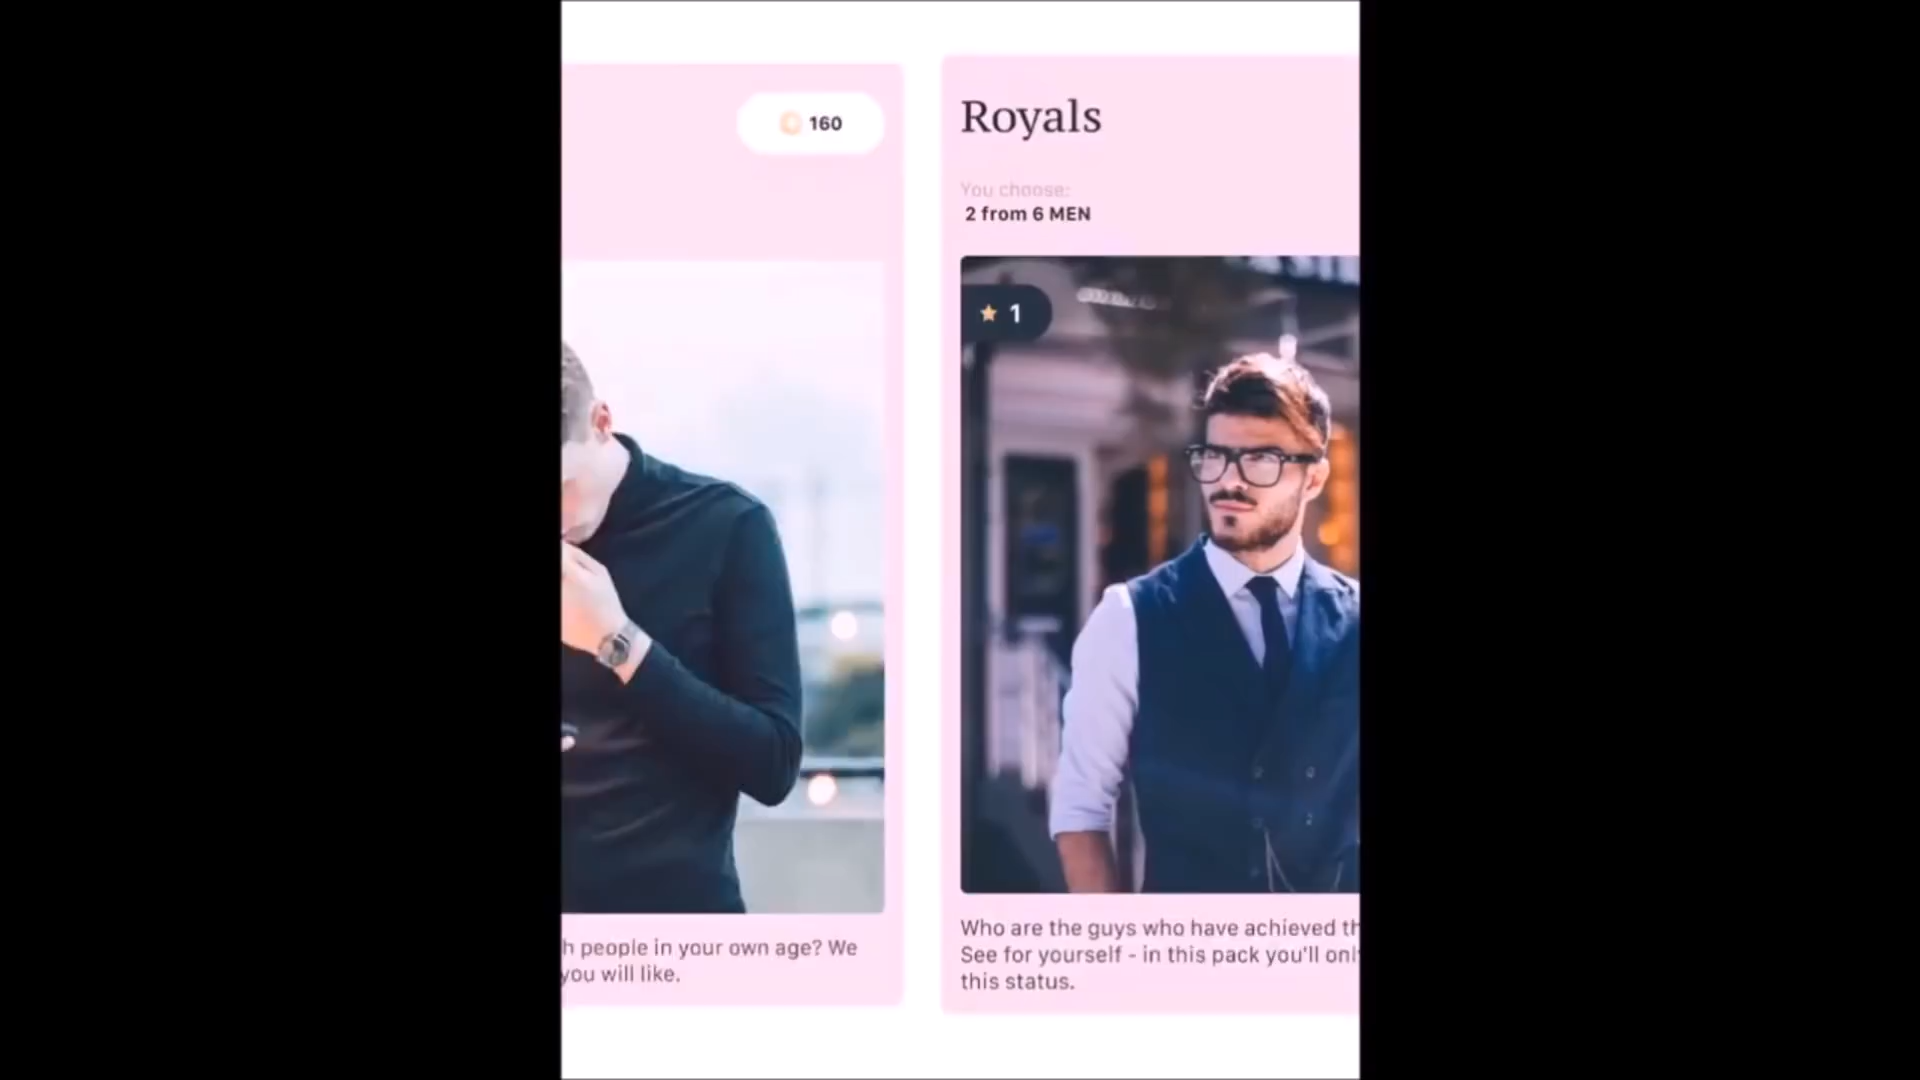 160
h people in your own age? We
you will like.
Royals
You choose:
2 from 6 MEN
1
Who are the guys who have achieved th
See for yourself - in this pack you'll onl
this status.